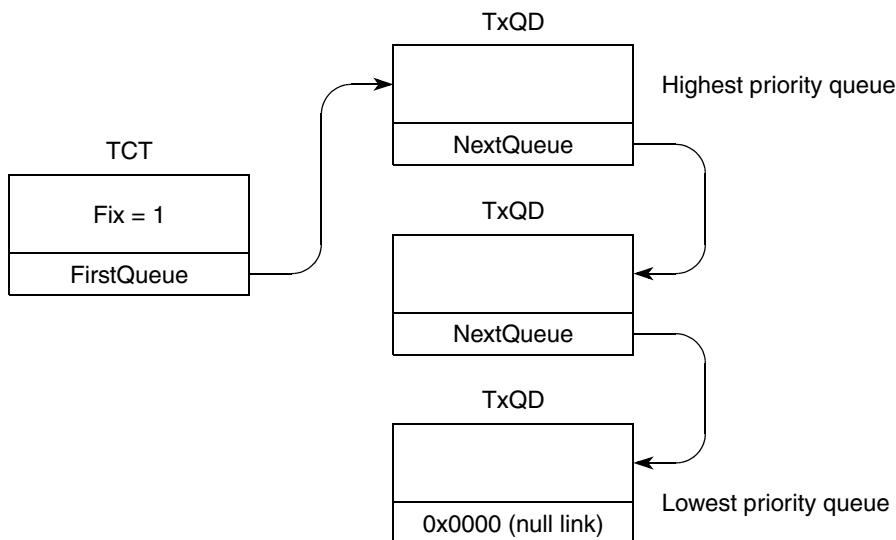 TxQD
Highest priority queue
NextQueue
TCT
Fix = 1
FirstQueue
TxQD
NextQueue
TxQD
Lowest priority queue
0x0000 (null link)